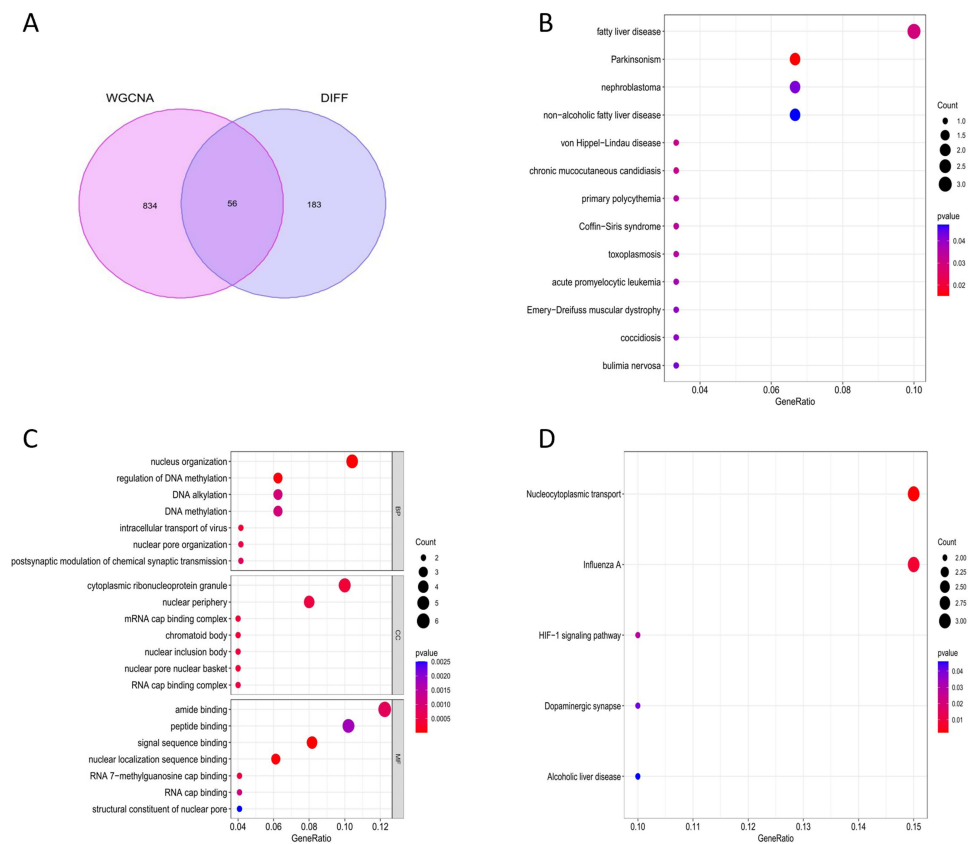 A
WGCNA
DIFF
834
56
183
B
fatty liver disease
Parkinsonism
nephroblastoma
non−alcoholic fatty liver disease
von Hippel−Lindau disease
chronic mucocutaneous candidiasis
primary polycythemia
Coffin−Siris syndrome
toxoplasmosis
acute promyelocytic leukemia
Emery−Dreifuss muscular dystrophy
coccidiosis
bulimia nervosa
0.04 0.06 0.08 0.10
GeneRatio
Count
1.0
1.5
2.0
2.5
3.0
pvalue
0.04
0.03
0.02
C
nucleus organization
regulation of DNA methylation
DNA alkylation
DNA methylation
intracellular transport of virus
nuclear pore organization
postsynaptic modulation of chemical synaptic transmission
BP
cytoplasmic ribonucleoprotein granule
nuclear periphery
mRNA cap binding complex
chromatoid body
nuclear inclusion body
nuclear pore nuclear basket
RNA cap binding complex
CC
amide binding
peptide binding
signal sequence binding
nuclear localization sequence binding
RNA 7−methylguanosine cap binding
RNA cap binding
structural constituent of nuclear pore
MF
0.04 0.06 0.08 0.10 0.12
GeneRatio
Count
2
3
4
5
6
pvalue
0.0025
0.0020
0.0015
0.0010
0.0005
D
Nucleocytoplasmic transport
Influenza A
HIF−1 signaling pathway
Dopaminergic synapse
Alcoholic liver disease
0.10 0.11 0.12 0.13 0.14 0.15
GeneRatio
Count
2.00
2.25
2.50
2.75
3.00
pvalue
0.04
0.03
0.02
0.01